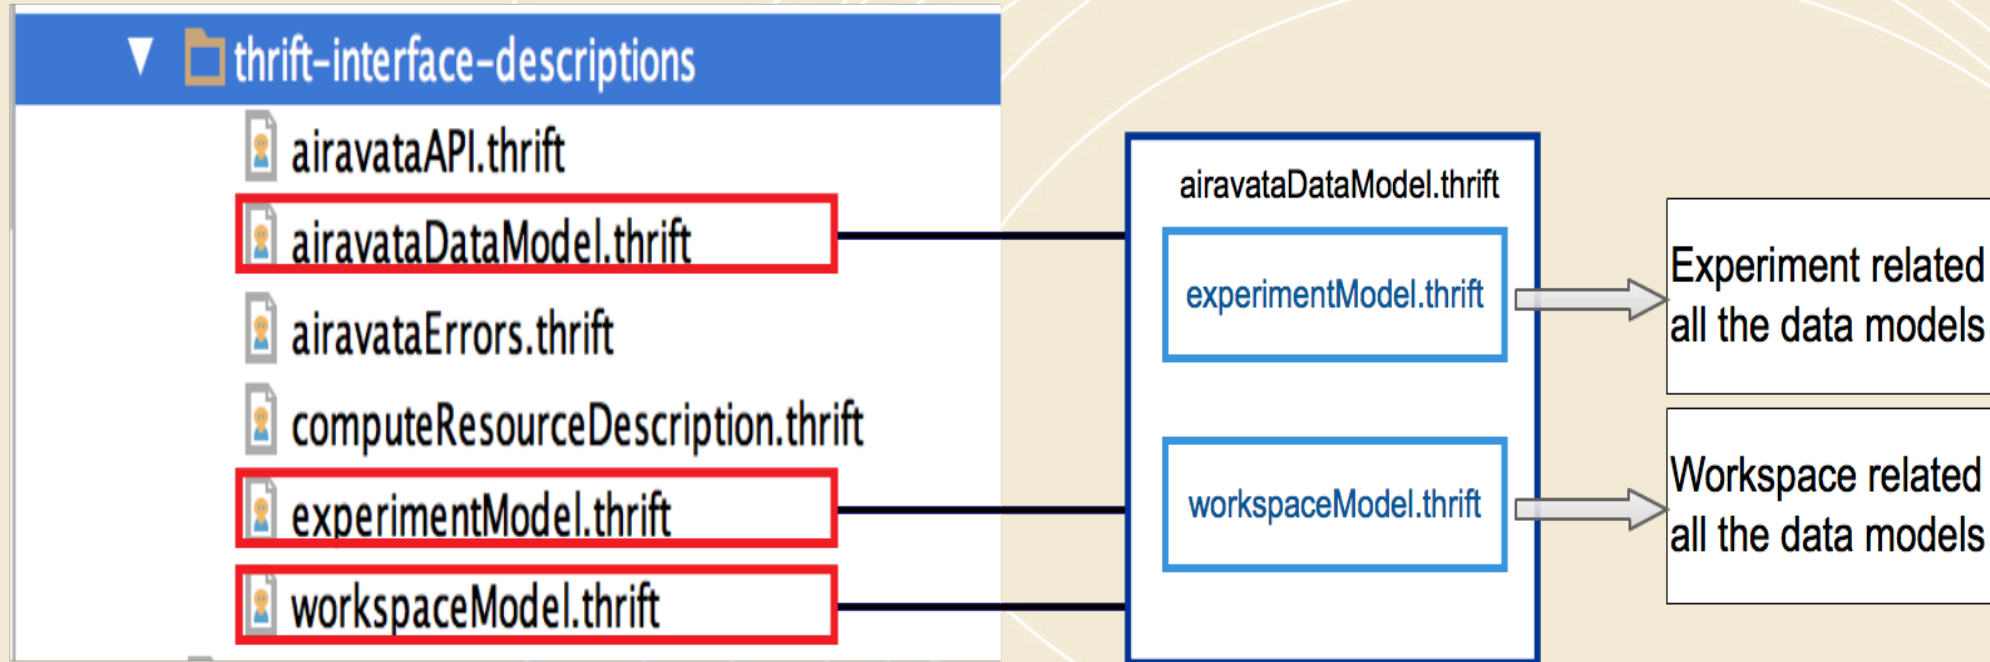 thrift-interface-descriptions
airavataAPI.thrift
airavataDataModel.thrift
airavataErrors.thrift
computeResourceDescription.thrift
experimentModel.thrift
workspaceModel.thrift
airavataDataModel.thrift
experimentModel.thrift
workspaceModel.thrift
Experiment related
all the data models
Workspace related
all the data models